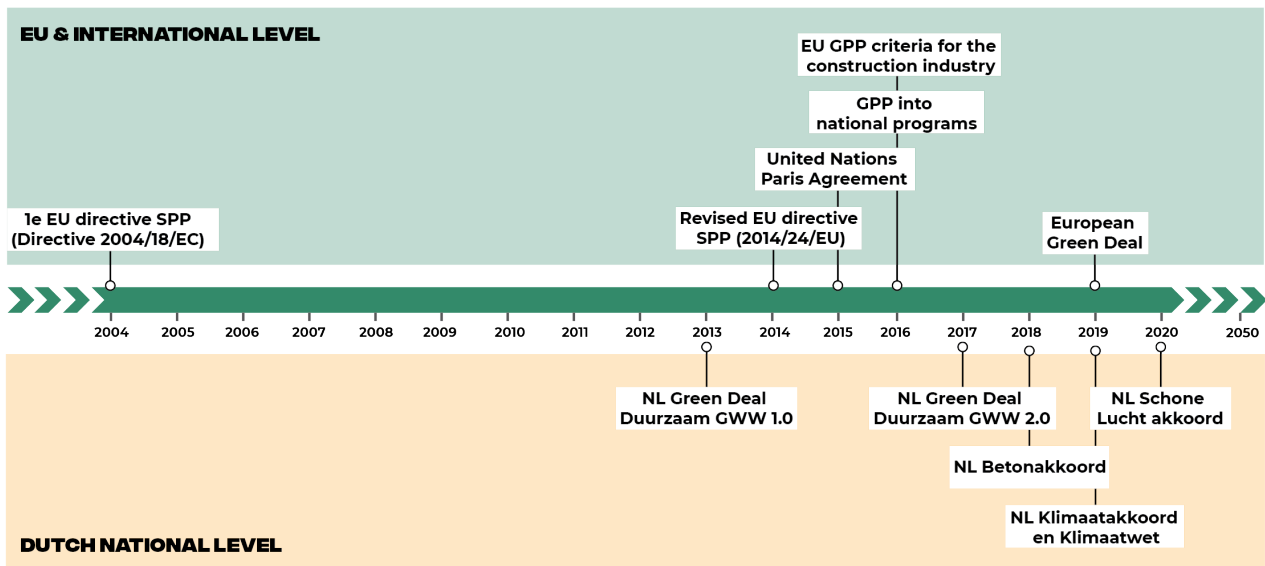 EU & INTERNATIONAL LEVEL
EU GPP criteria for the
construction industry
GPP into
national programs
United Nations
Paris Agreement
1e EU directive SPP
(Directive 2004/18/EC)
Revised EU directive
SPP (2014/24/EU)
European
Green Deal
2004 2005 2006 2007 2008 2009 2010 2011 2012 2013 2014 2015 2016 2017 2018 2019 2020 2050
NL Green Deal
Duurzaam GWW 1.0
NL Green Deal
Duurzaam GWW 2.0
NL Schone
Lucht akkoord
NL Betonakkoord
NL Klimaatakkoord
en Klimaatwet
DUTCH NATIONAL LEVEL